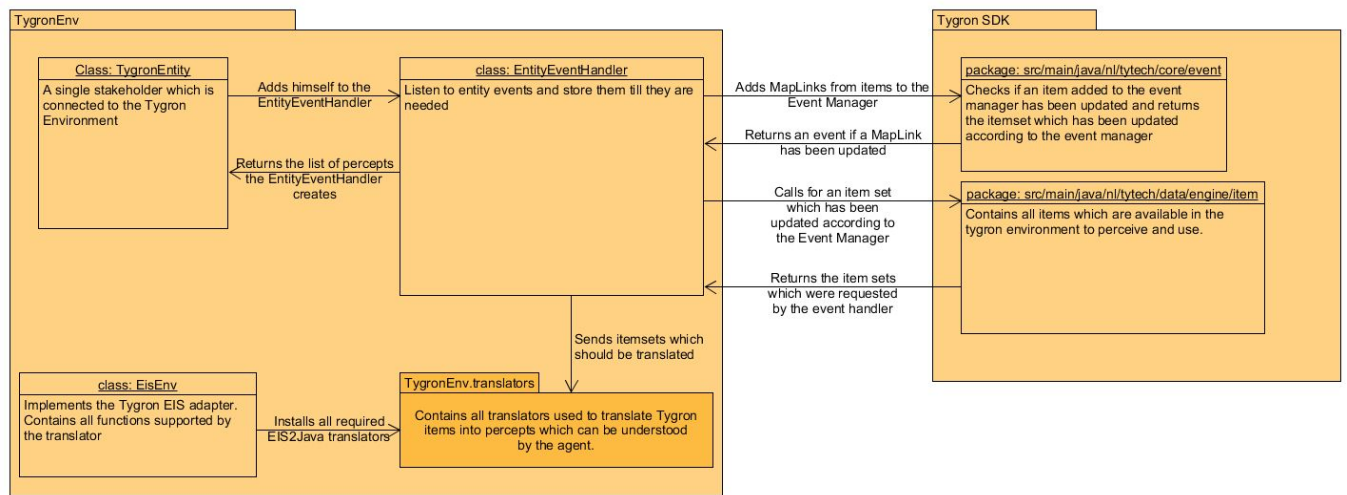 TygronEnv
Class: TygronEntity
A single stakeholder which is
connected to the Tygron
Environment
Adds himself to the
EntityEventHandler
Returns the list of percepts
the EntityEventHandler
creates
class: EntityEventHandler
Listen to entity events and store them till they are
needed
Adds MapLinks from items to the
Event Manager
Returns an event if a MapLink
has been updated
Calls for an item set
which has been
updated according to
the Event Manager
Returns the item sets
which were requested
by the event handler
Tygron SDK
package: src/main/java/nl/tytech/core/event
Checks if an item added to the event
manager has been updated and returns
the itemset which has been updated
according to the event manager
package: src/main/java/nl/tytech/data/engine/item
Contains all items which are available in the
tygron environment to perceive and use.
Sends itemsets which
should be translated
class: EisEnv
Implements the Tygron EIS adapter.
Contains all functions supported by
the translator
Installs all required
EIS2Java translators
TygronEnv.translators
Contains all translators used to translate Tygron
items into percepts which can be understood
by the agent.